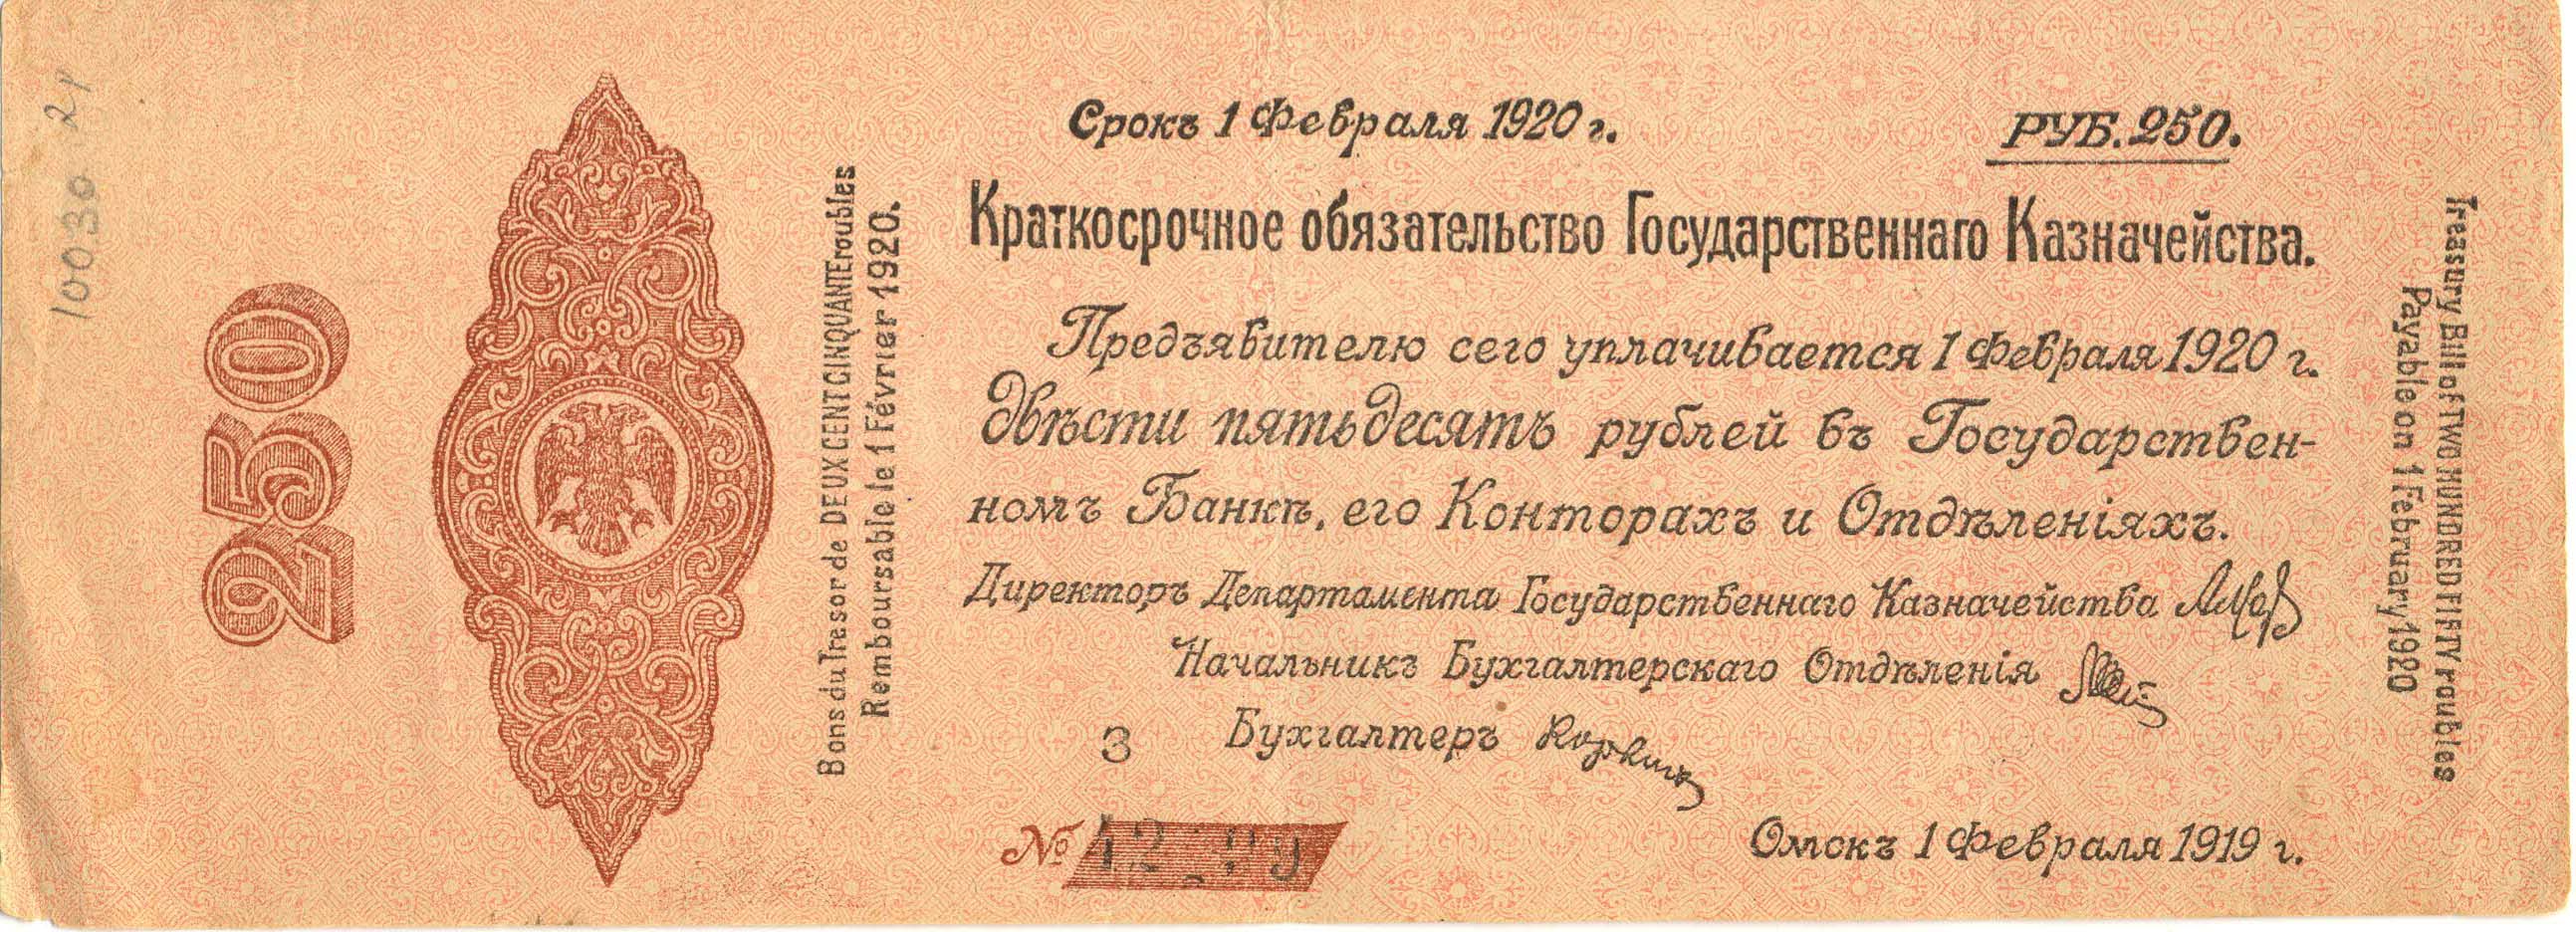 10030 21
250
Bons du Tresor de DEUX CENT CINQUANTE roubles
Remboursable le 1 Février 1920.
Срокъ 1 Февраля 1920 г.
РУБ. 250.
Краткосрочное обязательство Государственнаго Казначейства.
Предъявителю сего уплачивается 1 Февраля 1920 г.
двѣсти пятьдесятъ рублей въ Государствен-
номъ Банкѣ, его Конторахъ и Отдѣленіяхъ.
Директоръ Департамента Государственнаго Казначейства
Начальникъ Бухгалтерскаго Отдѣленія
З Бухгалтеръ
№
Омскъ 1 Февраля 1919 г.
Treasury Bill of TWO HUNDRED FIFTY roubles
Payable on 1 February 1920